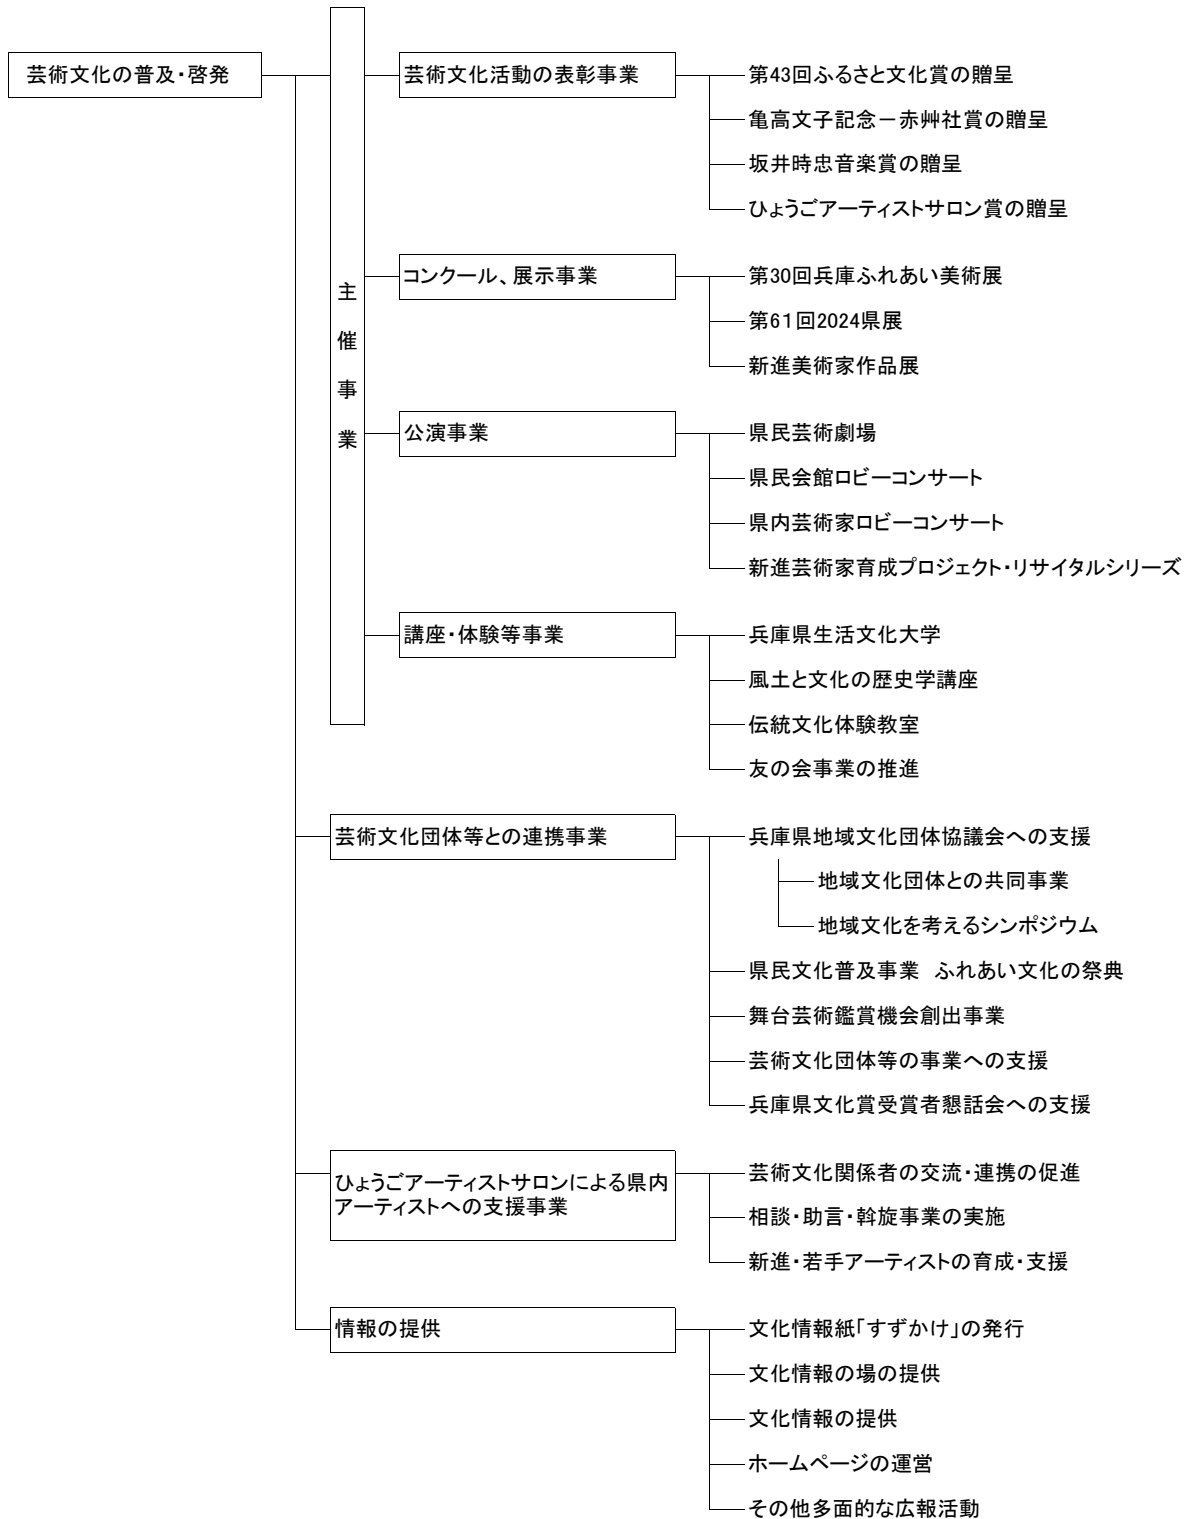 芸術文化の普及・啓発
主催事業
芸術文化活動の表彰事業
第43回ふるさと文化賞の贈呈
亀高文子記念－赤艸社賞の贈呈
坂井時忠音楽賞の贈呈
ひょうごアーティストサロン賞の贈呈
コンクール、展示事業
第30回兵庫ふれあい美術展
第61回2024県展
新進美術家作品展
公演事業
県民芸術劇場
県民会館ロビーコンサート
県内芸術家ロビーコンサート
新進芸術家育成プロジェクト・リサイタルシリーズ
講座・体験等事業
兵庫県生活文化大学
風土と文化の歴史学講座
伝統文化体験教室
友の会事業の推進
芸術文化団体等との連携事業
兵庫県地域文化団体協議会への支援
地域文化団体との共同事業
地域文化を考えるシンポジウム
県民文化普及事業　ふれあい文化の祭典
舞台芸術鑑賞機会創出事業
芸術文化団体等の事業への支援
兵庫県文化賞受賞者懇話会への支援
ひょうごアーティストサロンによる県内
アーティストへの支援事業
芸術文化関係者の交流・連携の促進
相談・助言・斡旋事業の実施
新進・若手アーティストの育成・支援
情報の提供
文化情報紙「すずかけ」の発行
文化情報の場の提供
文化情報の提供
ホームページの運営
その他多面的な広報活動